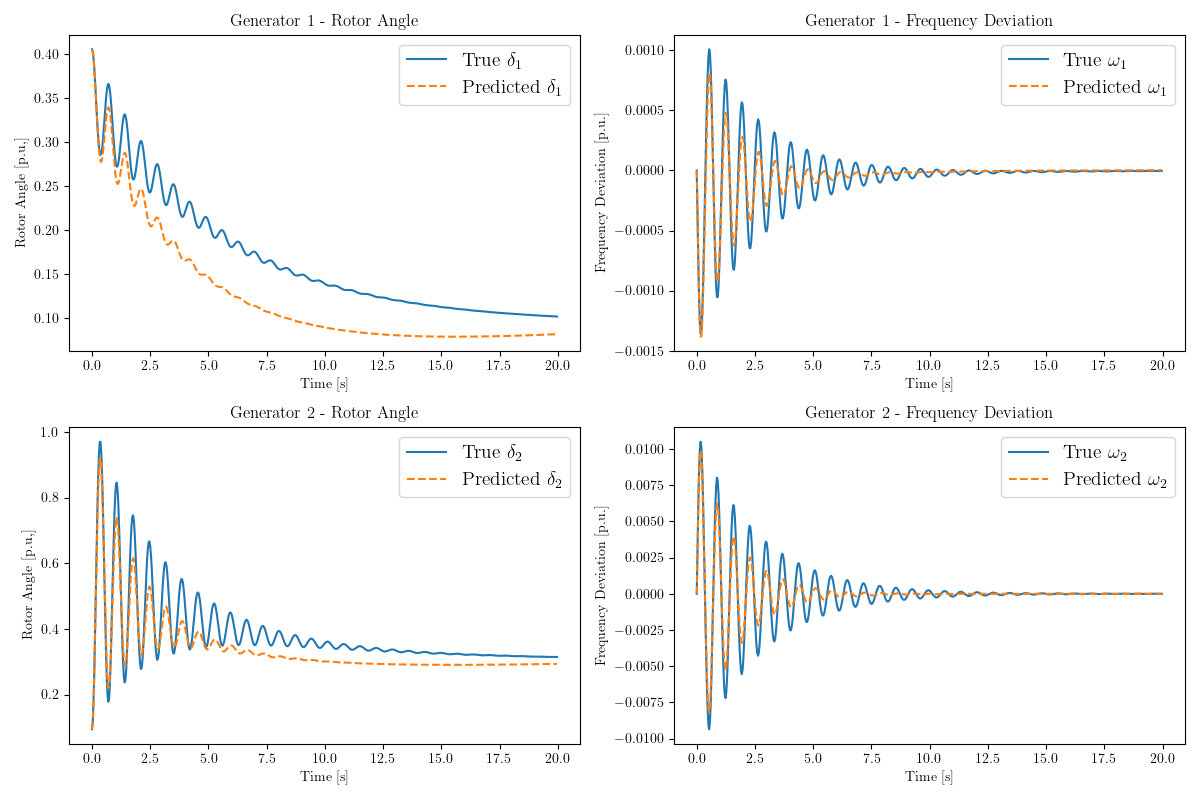 Generator 1 - Rotor Angle
Rotor Angle [p.u.]
0.40
0.35
0.30
0.25
0.20
0.15
0.10
True δ₁
Predicted δ₁
0.0 2.5 5.0 7.5 10.0 12.5 15.0 17.5 20.0
Time [s]
Generator 1 - Frequency Deviation
Frequency Deviation [p.u.]
0.0010
0.0005
0.0000
−0.0005
−0.0010
−0.0015
True ω₁
Predicted ω₁
0.0 2.5 5.0 7.5 10.0 12.5 15.0 17.5 20.0
Time [s]
Generator 2 - Rotor Angle
Rotor Angle [p.u.]
1.0
0.8
0.6
0.4
0.2
True δ₂
Predicted δ₂
0.0 2.5 5.0 7.5 10.0 12.5 15.0 17.5 20.0
Time [s]
Generator 2 - Frequency Deviation
Frequency Deviation [p.u.]
0.0100
0.0075
0.0050
0.0025
0.0000
−0.0025
−0.0050
−0.0075
−0.0100
True ω₂
Predicted ω₂
0.0 2.5 5.0 7.5 10.0 12.5 15.0 17.5 20.0
Time [s]